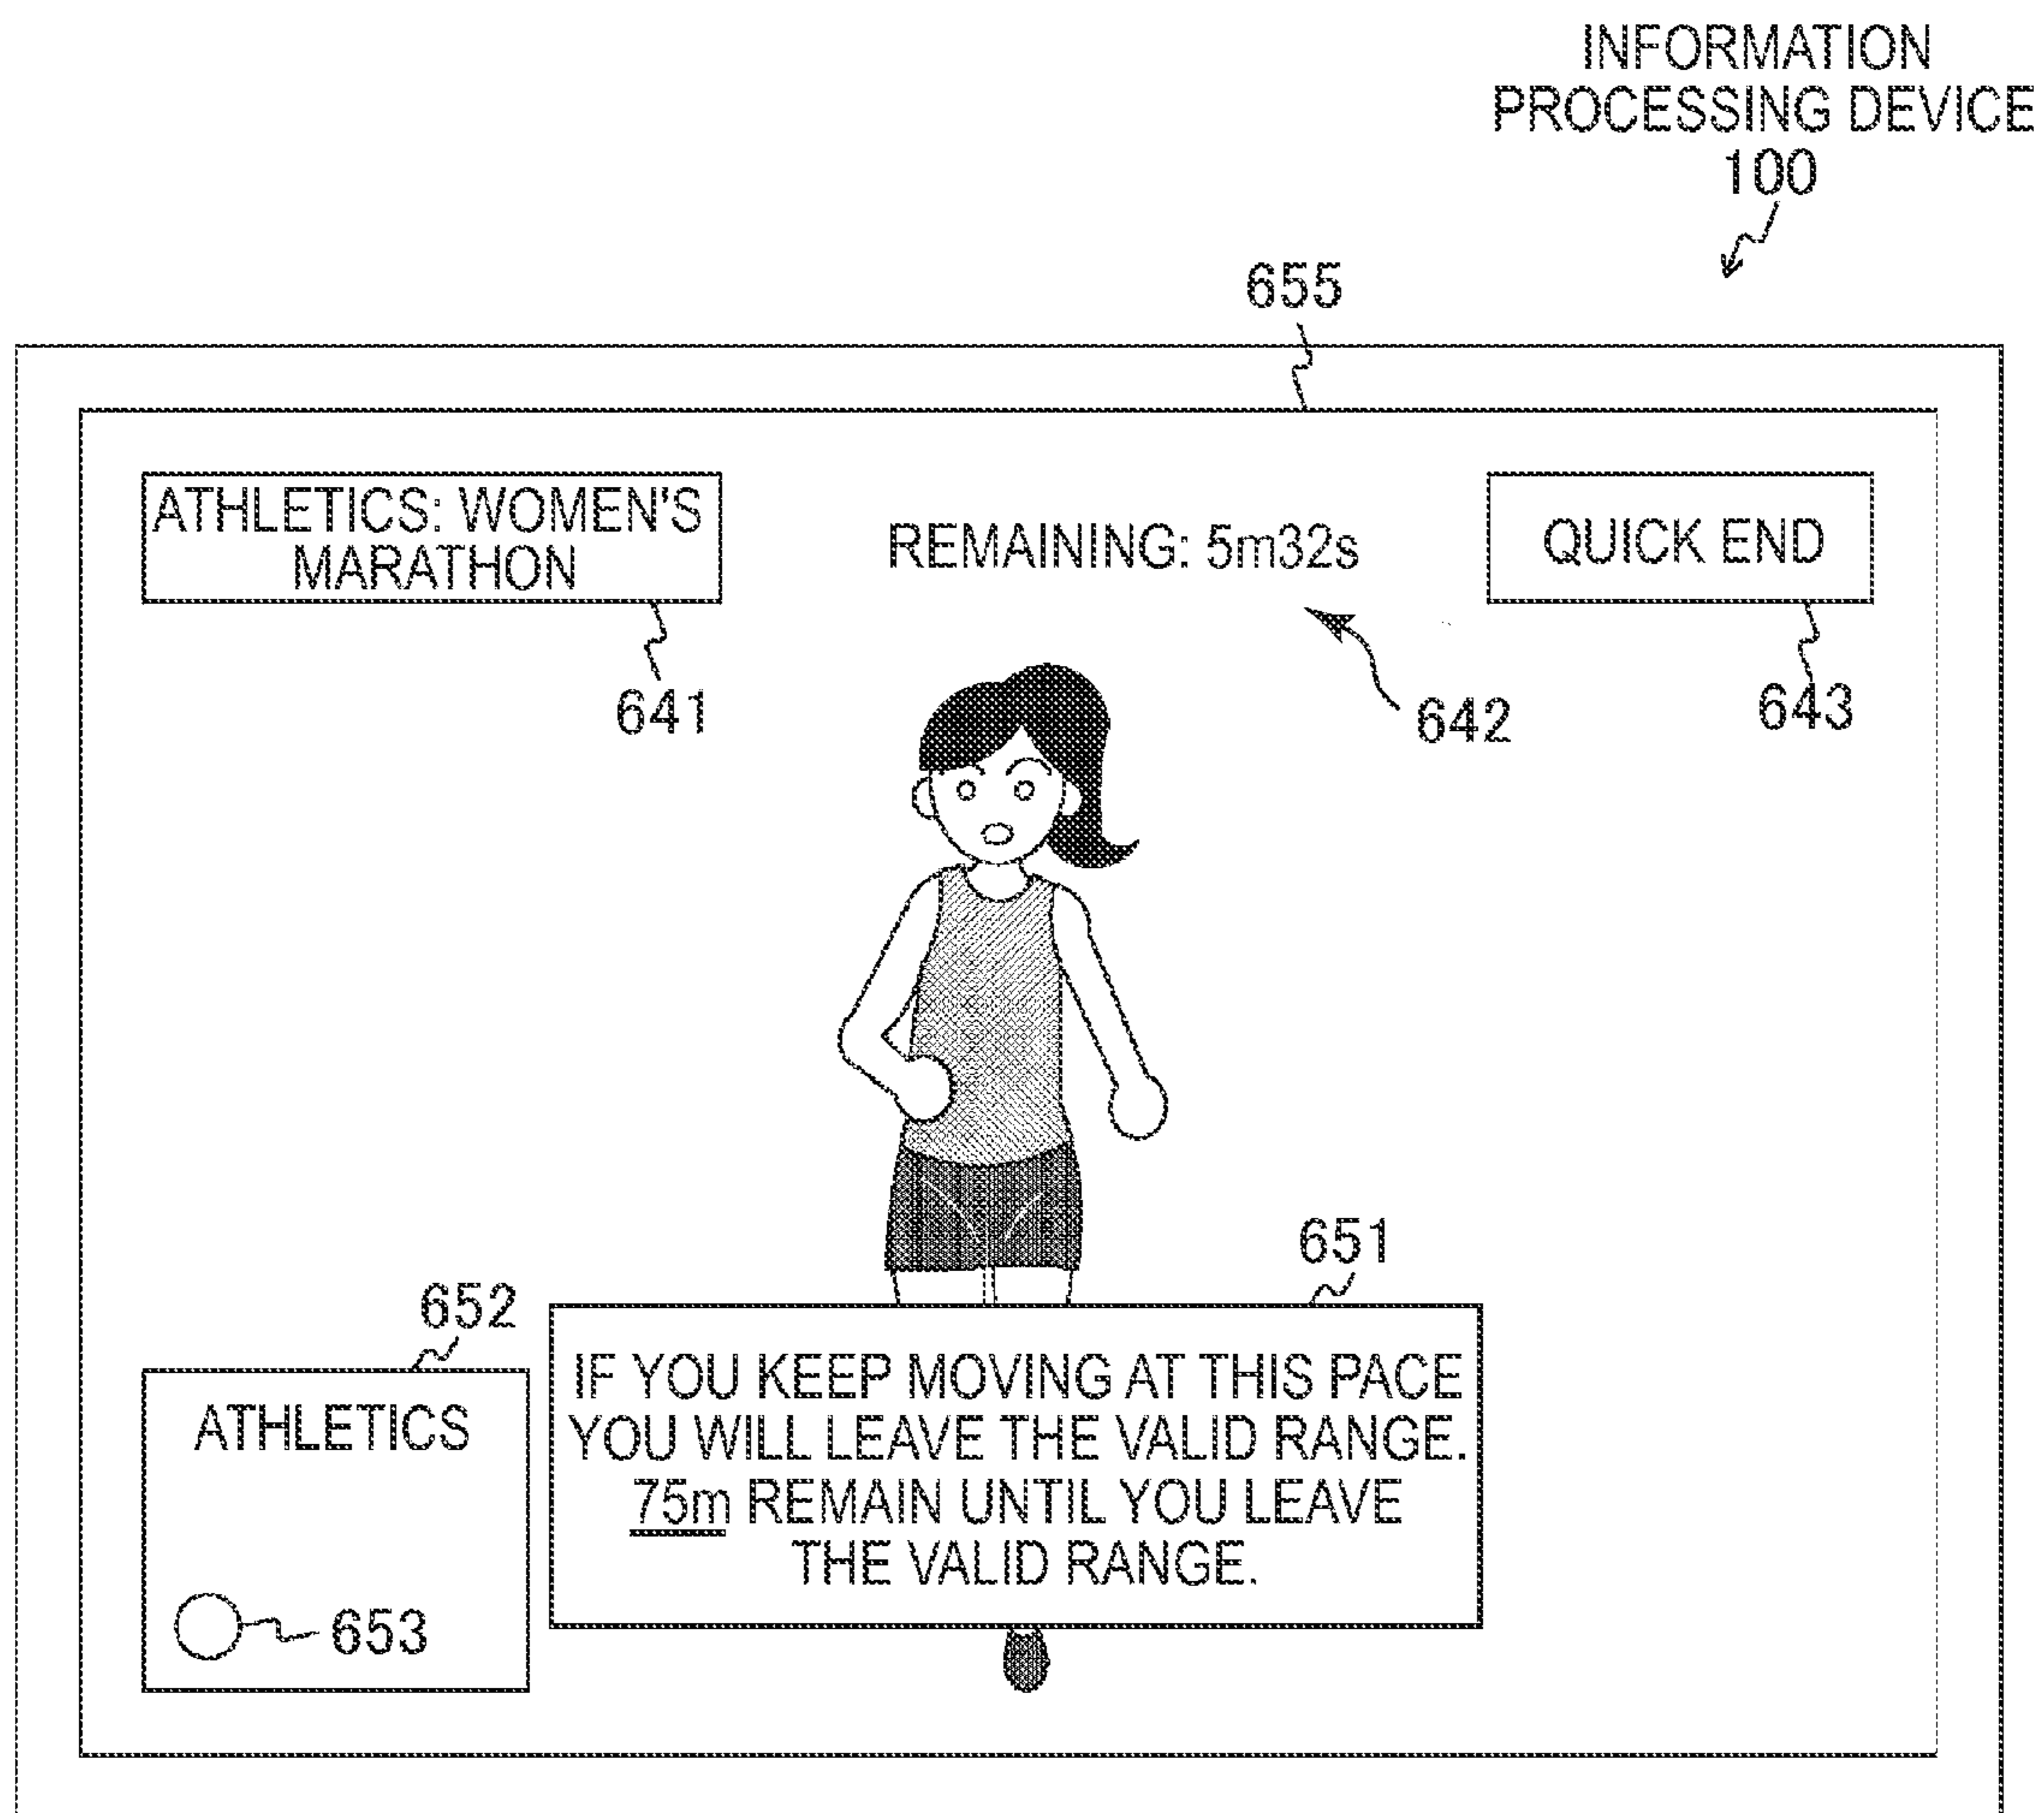 INFORMATION
PROCESSING DEVICE
100
655
ATHLETICS: WOMEN'S
MARATHON
REMAINING: 5m32s
QUICK END
641
642
643
651
652
IF YOU KEEP MOVING AT THIS PACE
YOU WILL LEAVE THE VALID RANGE.
75m REMAIN UNTIL YOU LEAVE
THE VALID RANGE.
ATHLETICS
653